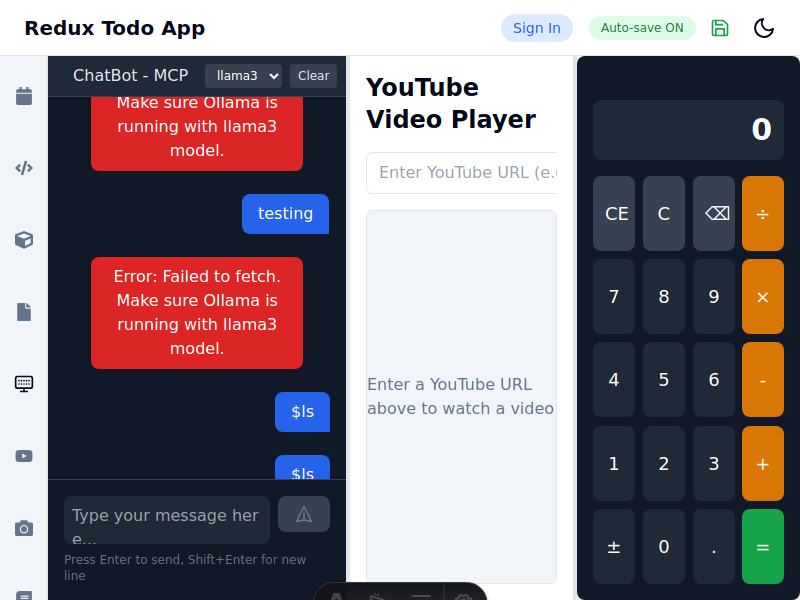 Redux Todo App
Sign In
Auto-save ON
ChatBot - MCP
llama3
Clear
Make sure Ollama is
running with llama3
model.
testing
Error: Failed to fetch.
Make sure Ollama is
running with llama3
model.
$ls
$ls
Type your message her
e...
Press Enter to send, Shift+Enter for new
line
YouTube
Video Player
Enter YouTube URL (e.
Enter a YouTube URL
above to watch a video
0
CE
C
⌫
÷
7
8
9
×
4
5
6
-
1
2
3
+
±
0
.
=